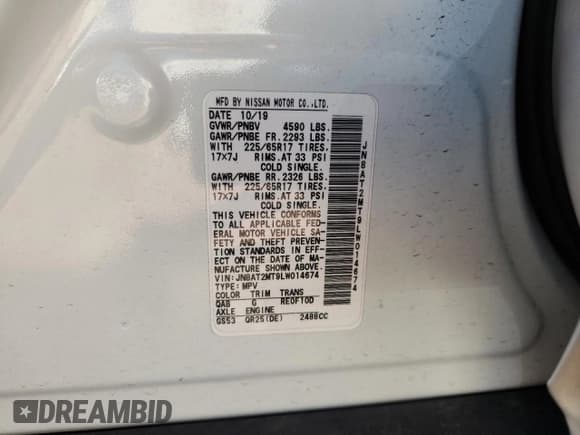 MFD BY NISSAN MOTOR CO.,LTD.
DATE 10/19
GVWR/PNBV 4590 LBS.
GAWR/PNBE FR.2293 LBS.
WITH 225/65R17 TIRES.
17X7J RIMS.AT 33 PSI
COLD SINGLE.
GAWR/PNBE RR.2326 LBS.
WITH 225/65R17 TIRES.
17X7J RIMS.AT 33 PSI
COLD SINGLE.
THIS VEHICLE CONFORMS
TO ALL APPLICABLE FED
ERAL MOTOR VEHICLE SA
FETY AND THEFT PREVEN
TION STANDARDS IN EFF
ECT ON THE DATE OF MA
NUFACTURE SHOWN ABOVE.
VIN:JN8AT2MT9LW014674
TYPE:MPV
COLOR TRIM TRANS
QAB G RE0F10D
AXLE ENGINE
GS53 QR25(DE) 2488CC
JN8AT2MT9LW014674
DREAMBID